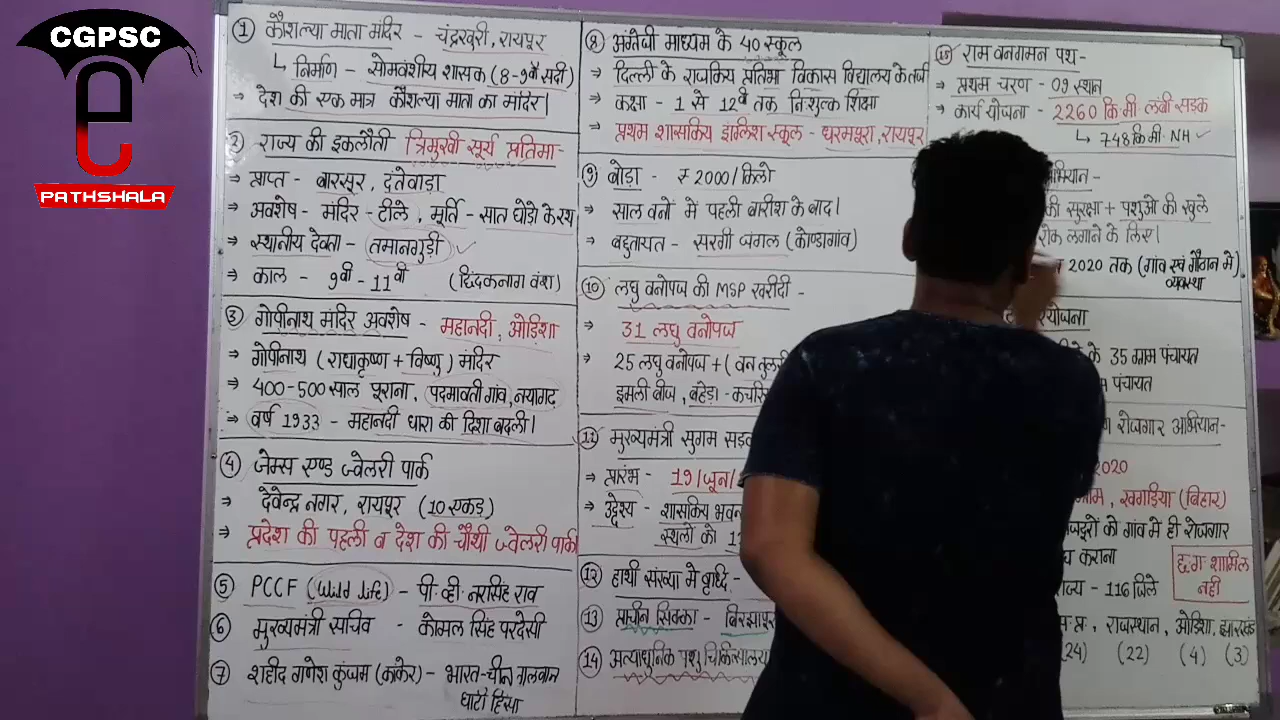 CGPSC
e
PATHSHALA
① कौशल्या माता मंदिर - चंद्रखुरी, रायपुर
↳ निर्माण - सोमवंशीय शासक (8-9वीं सदी)
⇒ देश की एक मात्र कौशल्या माता का मंदिर।
② राज्य की इकलौती त्रिमुखी सूर्य प्रतिमा-
⇒ प्राप्त - बारसूर, दंतेवाड़ा
⇒ अवशेष - मंदिर - टीले, मूर्ति - सात घोडो के रथ
⇒ स्थानीय देवता - तमानगुड़ी
⇒ काल - 9वी - 11वी (छिंदकनाग वंश)
③ गोपीनाथ मंदिर अवशेष - महानदी, ओड़िशा
⇒ गोपीनाथ (राधाकृष्ण + विष्णु) मंदिर
⇒ 400-500 साल पुराना, पदमावती गांव, नयागढ़
⇒ वर्ष 1933 - महानदी धारा की दिशा बदली।
④ जेम्स एण्ड ज्वेलरी पार्क
⇒ देवेन्द्र नगर, रायपुर (10 एकड़)
⇒ प्रदेश की पहली व देश की चौथी ज्वेलरी पार्क
⑤ PCCF (Wild life) - पी. व्ही. नरसिंह राव
⑥ मुख्यमंत्री सचिव - कोमल सिंह परदेसी
⑦ शहीद गणेश कुंजाम (कांकेर) - भारत-चीन गलवान
घाटी हिंसा
⑧ अंग्रेजी माध्यम के 40 स्कूल
⇒ दिल्ली के राजकिय प्रतिभा विकास विद्यालय के तर्ज
⇒ कक्षा - 1 से 12वीं तक निःशुल्क शिक्षा
⇒ प्रथम शासकिय इंग्लिश स्कूल - धरमपुरा, रायपुर
⑨ बोड़ा - ₹ 2000/किलो
⇒ साल वनों में पहली बारीश के बाद।
⇒ बहुतायत - सरगी जंगल (कोण्डागांव)
⑩ लघु वनोपज की MSP खरीदी -
⇒ 31 लघु वनोपज
⇒ 25 लघु वनोपज + (वन तुलसी
इमली बीज, बहेड़ा -
⑪ मुख्यमंत्री सुगम सड़क
⇒ प्रारंभ - 19/जून/
⇒ उद्देश्य - शासकिय भवन
स्थलों को
⑫ हाथी संख्या में वृध्दि -
⑬ प्राचीन सिक्का -
⑭ अत्याधुनिक पशु चिकित्सालय
⑮ राम वनगमन पथ -
⇒ प्रथम चरण - 09 स्थान
⇒ कार्य योजना - 2260 कि.मी लंबी सड़क
↳ 748 कि.मी. NH
भियान -
की सुरक्षा + पशुओ की खुले
रोक लगाने के लिए।
2020 तक (गांव एवं गौठान मे)
व्यवस्था
योजना
के 35 ग्राम पंचायत
पंचायत
रोजगार अभियान -
2020
ग्राम, खगड़िया (बिहार)
मजदूरों को गांव मे ही रोजगार
कराना
छ.ग. शामिल
नहीं
राज्य - 116 जिले
राजस्थान, ओडिशा, झारखंड
(24) (22) (4) (3)